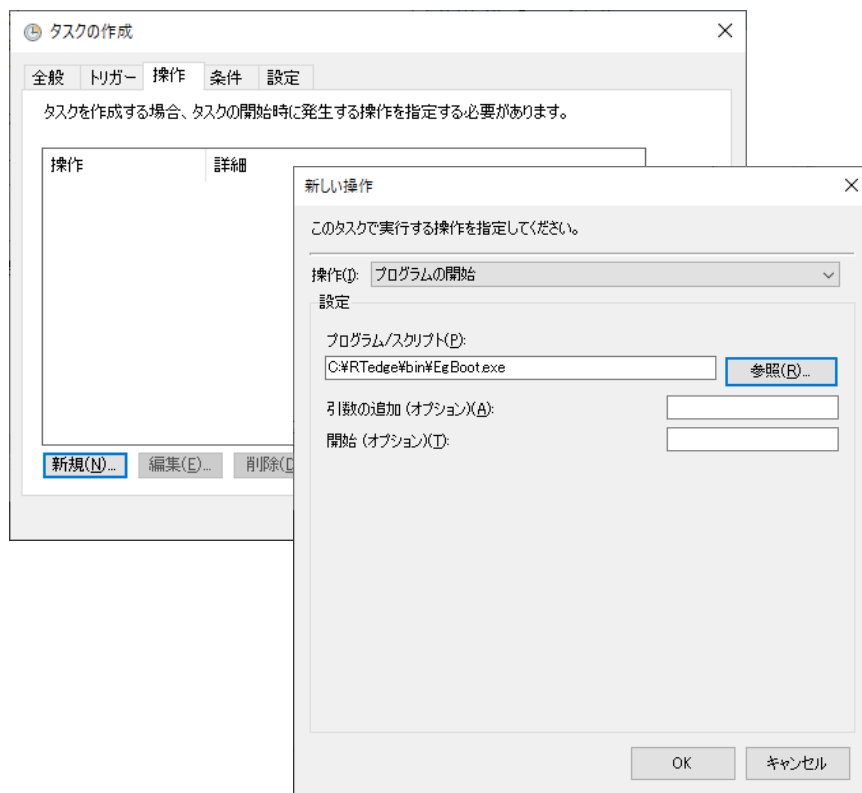 タスクの作成
全般 トリガー 操作 条件 設定
タスクを作成する場合、タスクの開始時に発生する操作を指定する必要があります。
操作 詳細
新規(N)... 編集(E)... 削除(D
新しい操作
このタスクで実行する操作を指定してください。
操作(I): プログラムの開始
設定
プログラム/スクリプト(P):
C:¥RTedge¥bin¥EgBoot.exe 参照(R)...
引数の追加 (オプション)(A):
開始 (オプション)(T):
OK キャンセル